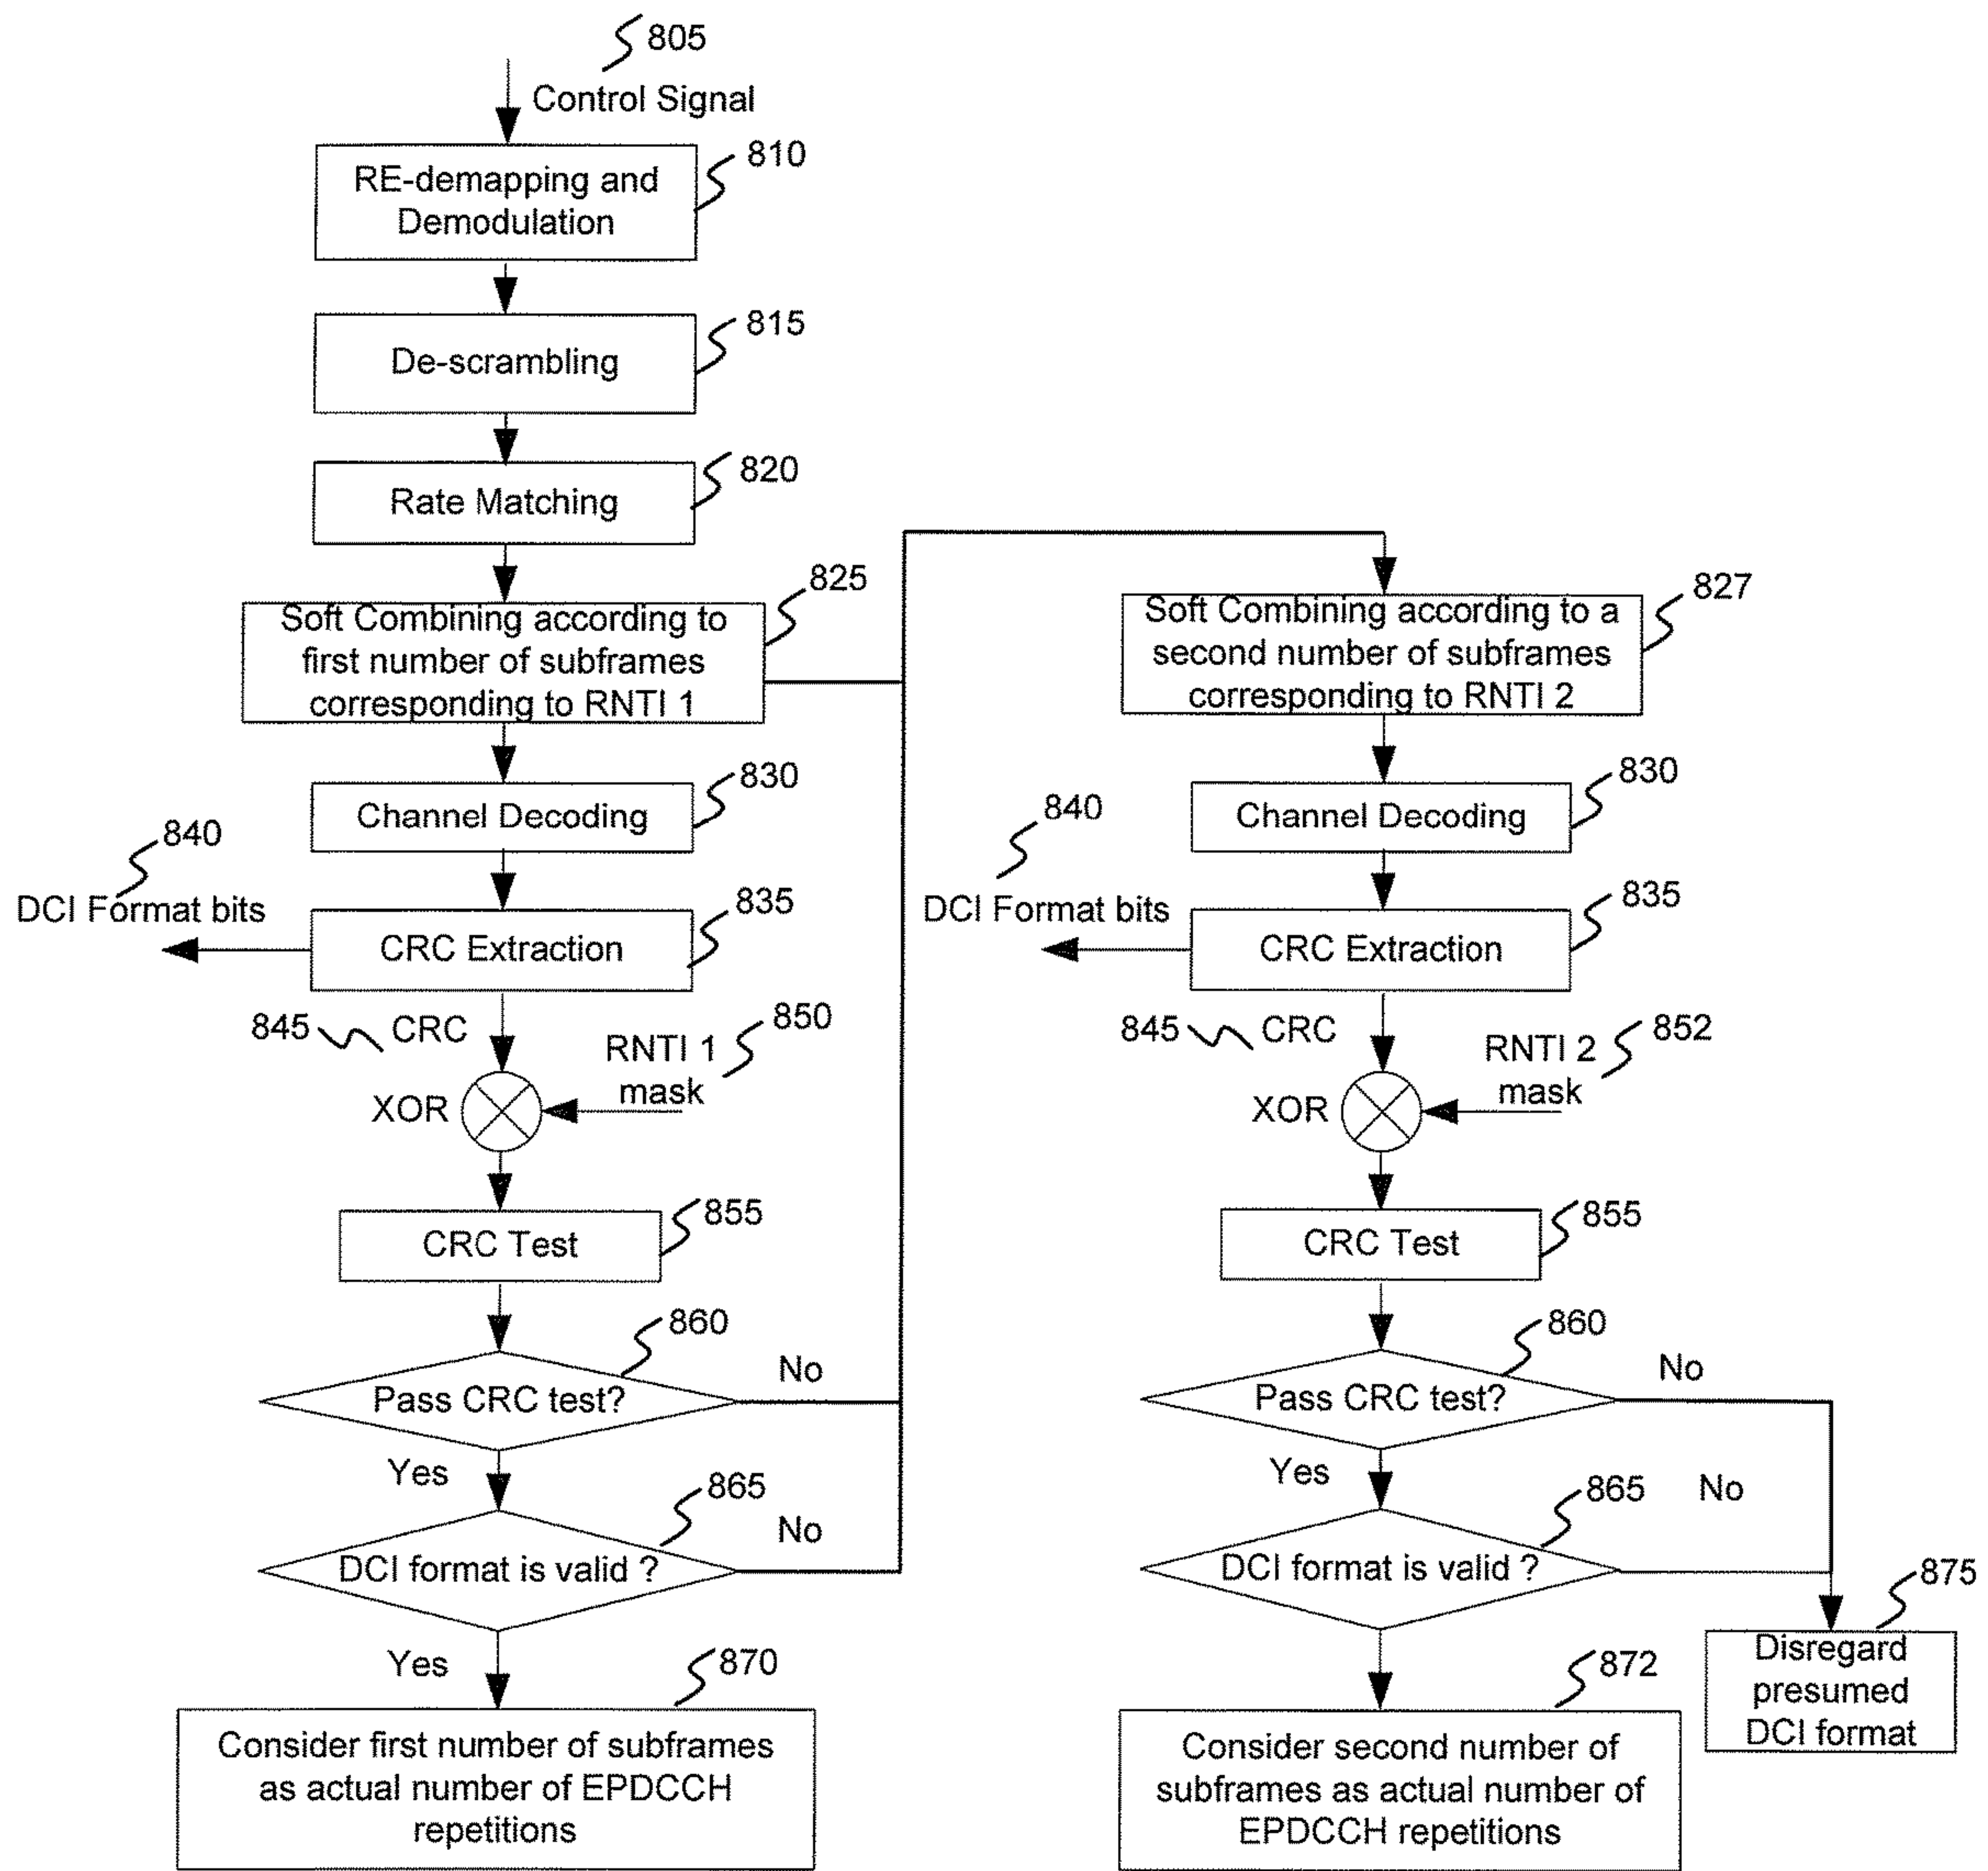 805
Control Signal
RE-demapping and
Demodulation
810
De-scrambling
815
Rate Matching
820
Soft Combining according to
first number of subframes
corresponding to RNTI 1
825
Channel Decoding
830
840
DCI Format bits
CRC Extraction
835
845
CRC
RNTI 1
mask
850
XOR
CRC Test
855
Pass CRC test?
860
No
Yes
DCI format is valid ?
865
No
Yes
870
Consider first number of subframes
as actual number of EPDCCH
repetitions
Soft Combining according to a
second number of subframes
corresponding to RNTI 2
827
Channel Decoding
830
840
DCI Format bits
CRC Extraction
835
845
CRC
RNTI 2
mask
852
XOR
CRC Test
855
Pass CRC test?
860
No
Yes
DCI format is valid ?
865
No
875
Disregard
presumed
DCI format
872
Consider second number of
subframes as actual number of
EPDCCH repetitions